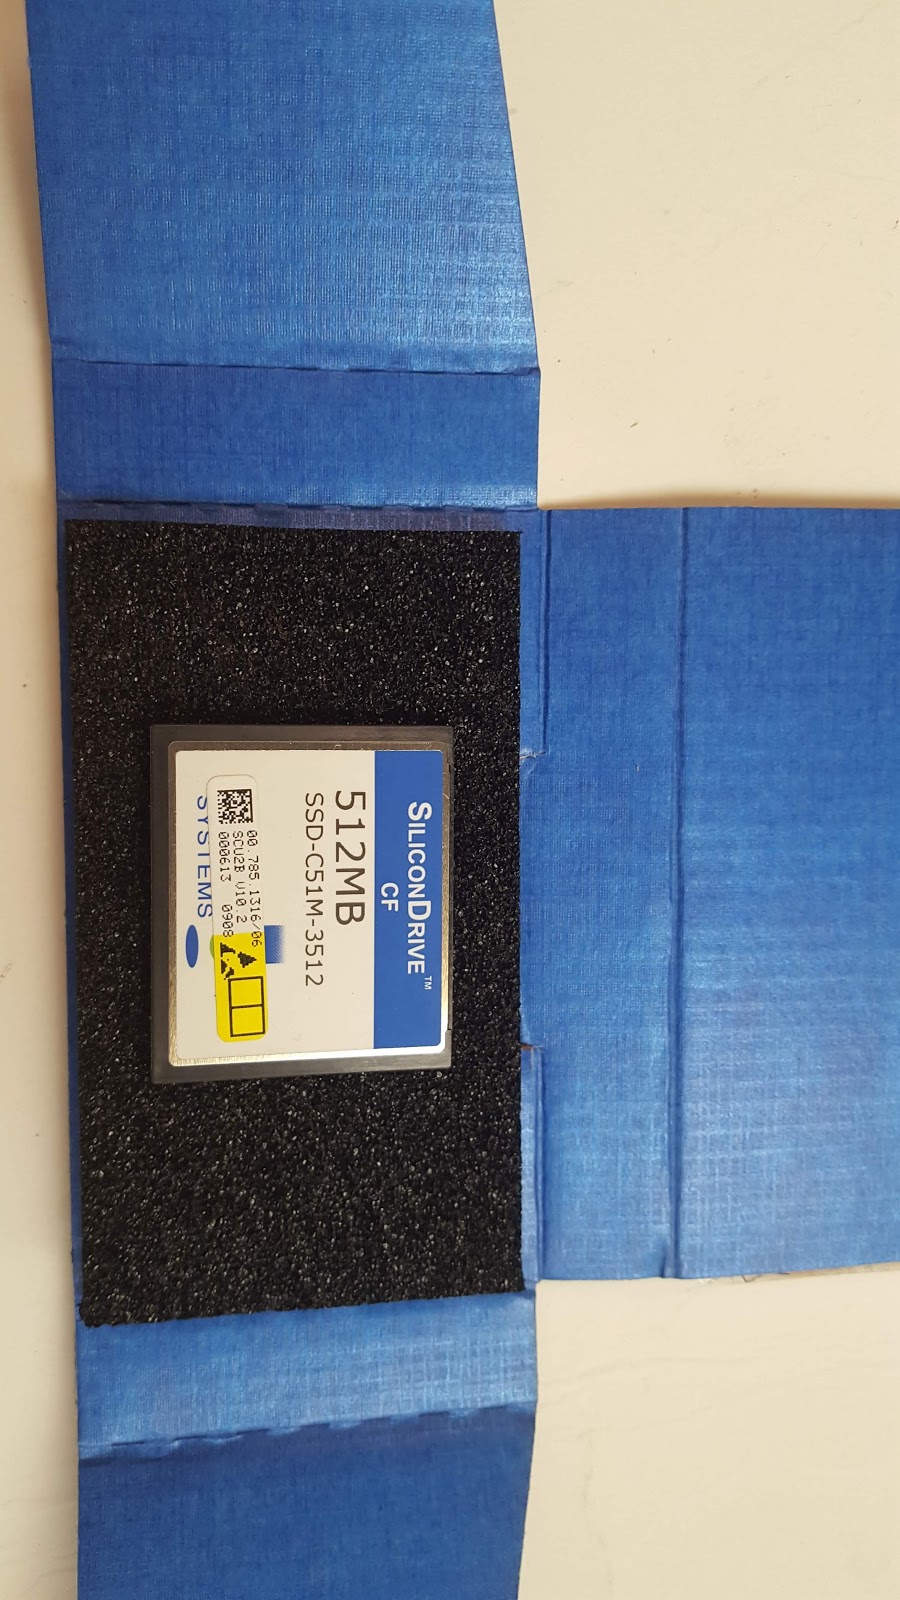 SILICONDRIVE™
CF
512MB
SSD-C51M-3512
00.785.1316/06
SCU2B V10.2
000613 0908
SYSTEMS